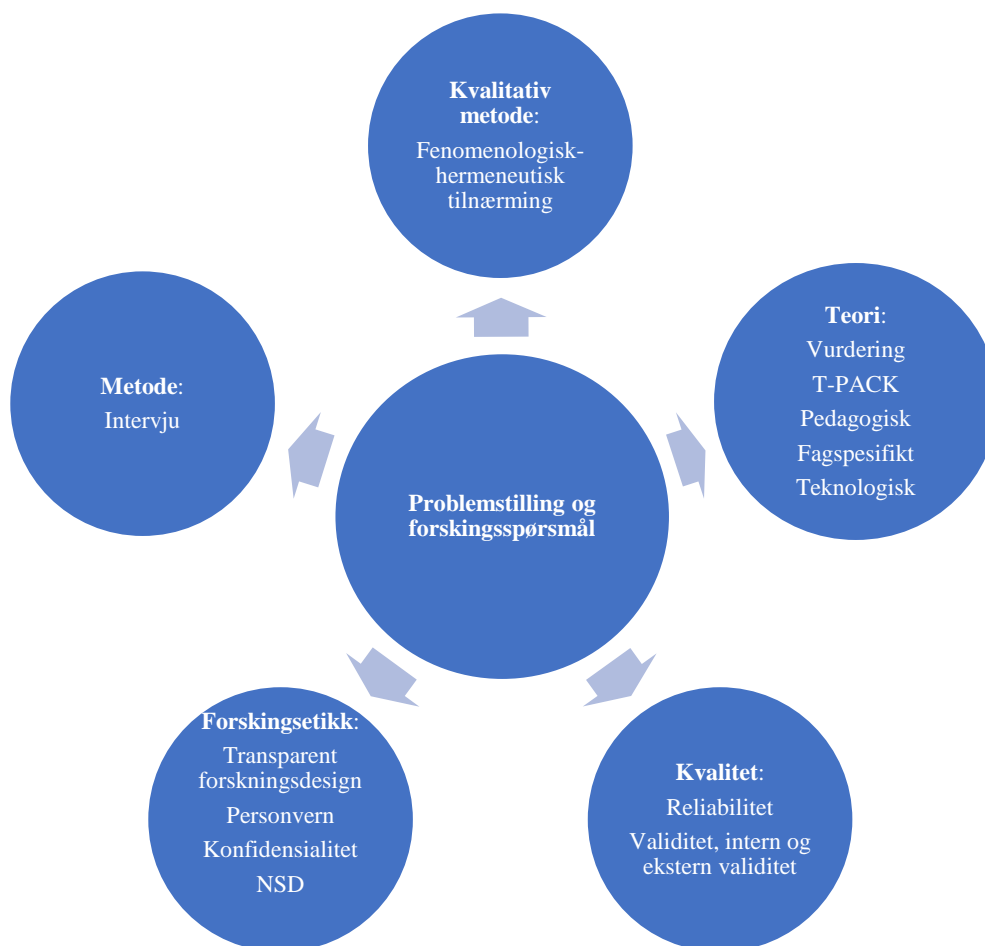 Kvalitativ
metode:
Fenomenologisk-
hermeneutisk
tilnærming
Teori:
Vurdering
T-PACK
Pedagogisk
Fagspesifikt
Teknologisk
Metode:
Intervju
Problemstilling og
forskingsspørsmål
Forskingsetikk:
Transparent
forskningsdesign
Personvern
Konfidensialitet
NSD
Kvalitet:
Reliabilitet
Validitet, intern og
ekstern validitet